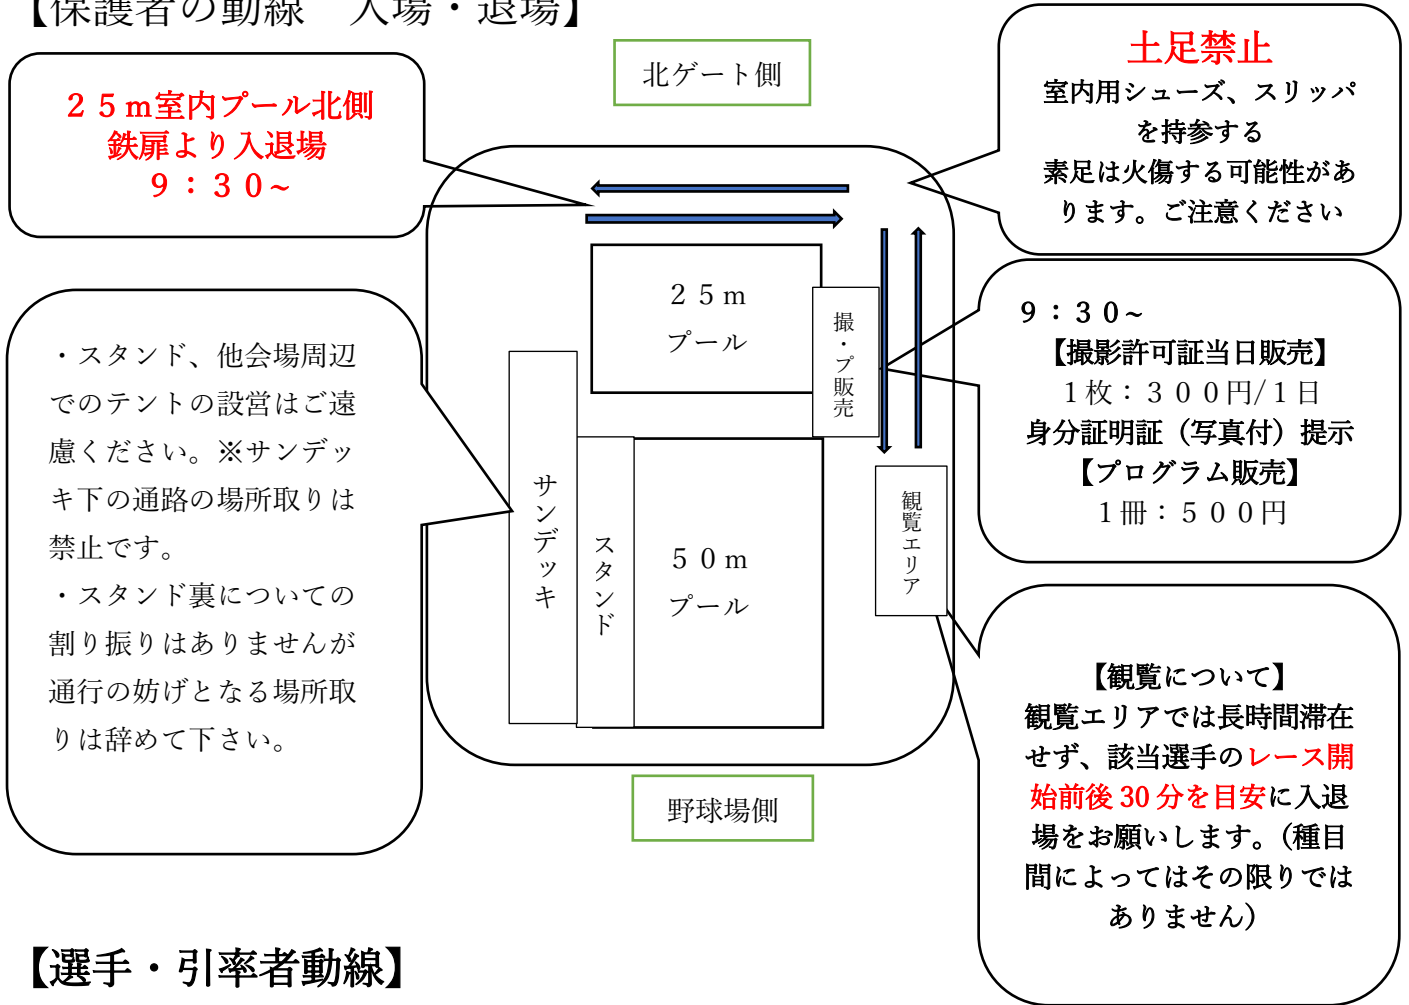 【保護者の動線　入場・退場】
北ゲート側
２５ｍ室内プール北側
鉄扉より入退場
９：３０~
土足禁止
室内用シューズ、スリッパ
を持参する
素足は火傷する可能性があ
ります。ご注意ください
２５ｍ
プール
撮・プ販売
９：３０~
【撮影許可証当日販売】
１枚：３００円/１日
身分証明証（写真付）提示
【プログラム販売】
１冊：５００円
・スタンド、他会場周辺
でのテントの設営はご遠
慮ください。※サンデッ
キ下の通路の場所取りは
禁止です。
・スタンド裏についての
割り振りはありませんが
通行の妨げとなる場所取
りは辞めて下さい。
サンデッキ
スタンド
５０ｍ
プール
観覧エリア
【観覧について】
観覧エリアでは長時間滞在
せず、該当選手のレース開
始前後 30 分を目安に入退
場をお願いします。（種目
間によってはその限りでは
ありません）
野球場側
【選手・引率者動線】